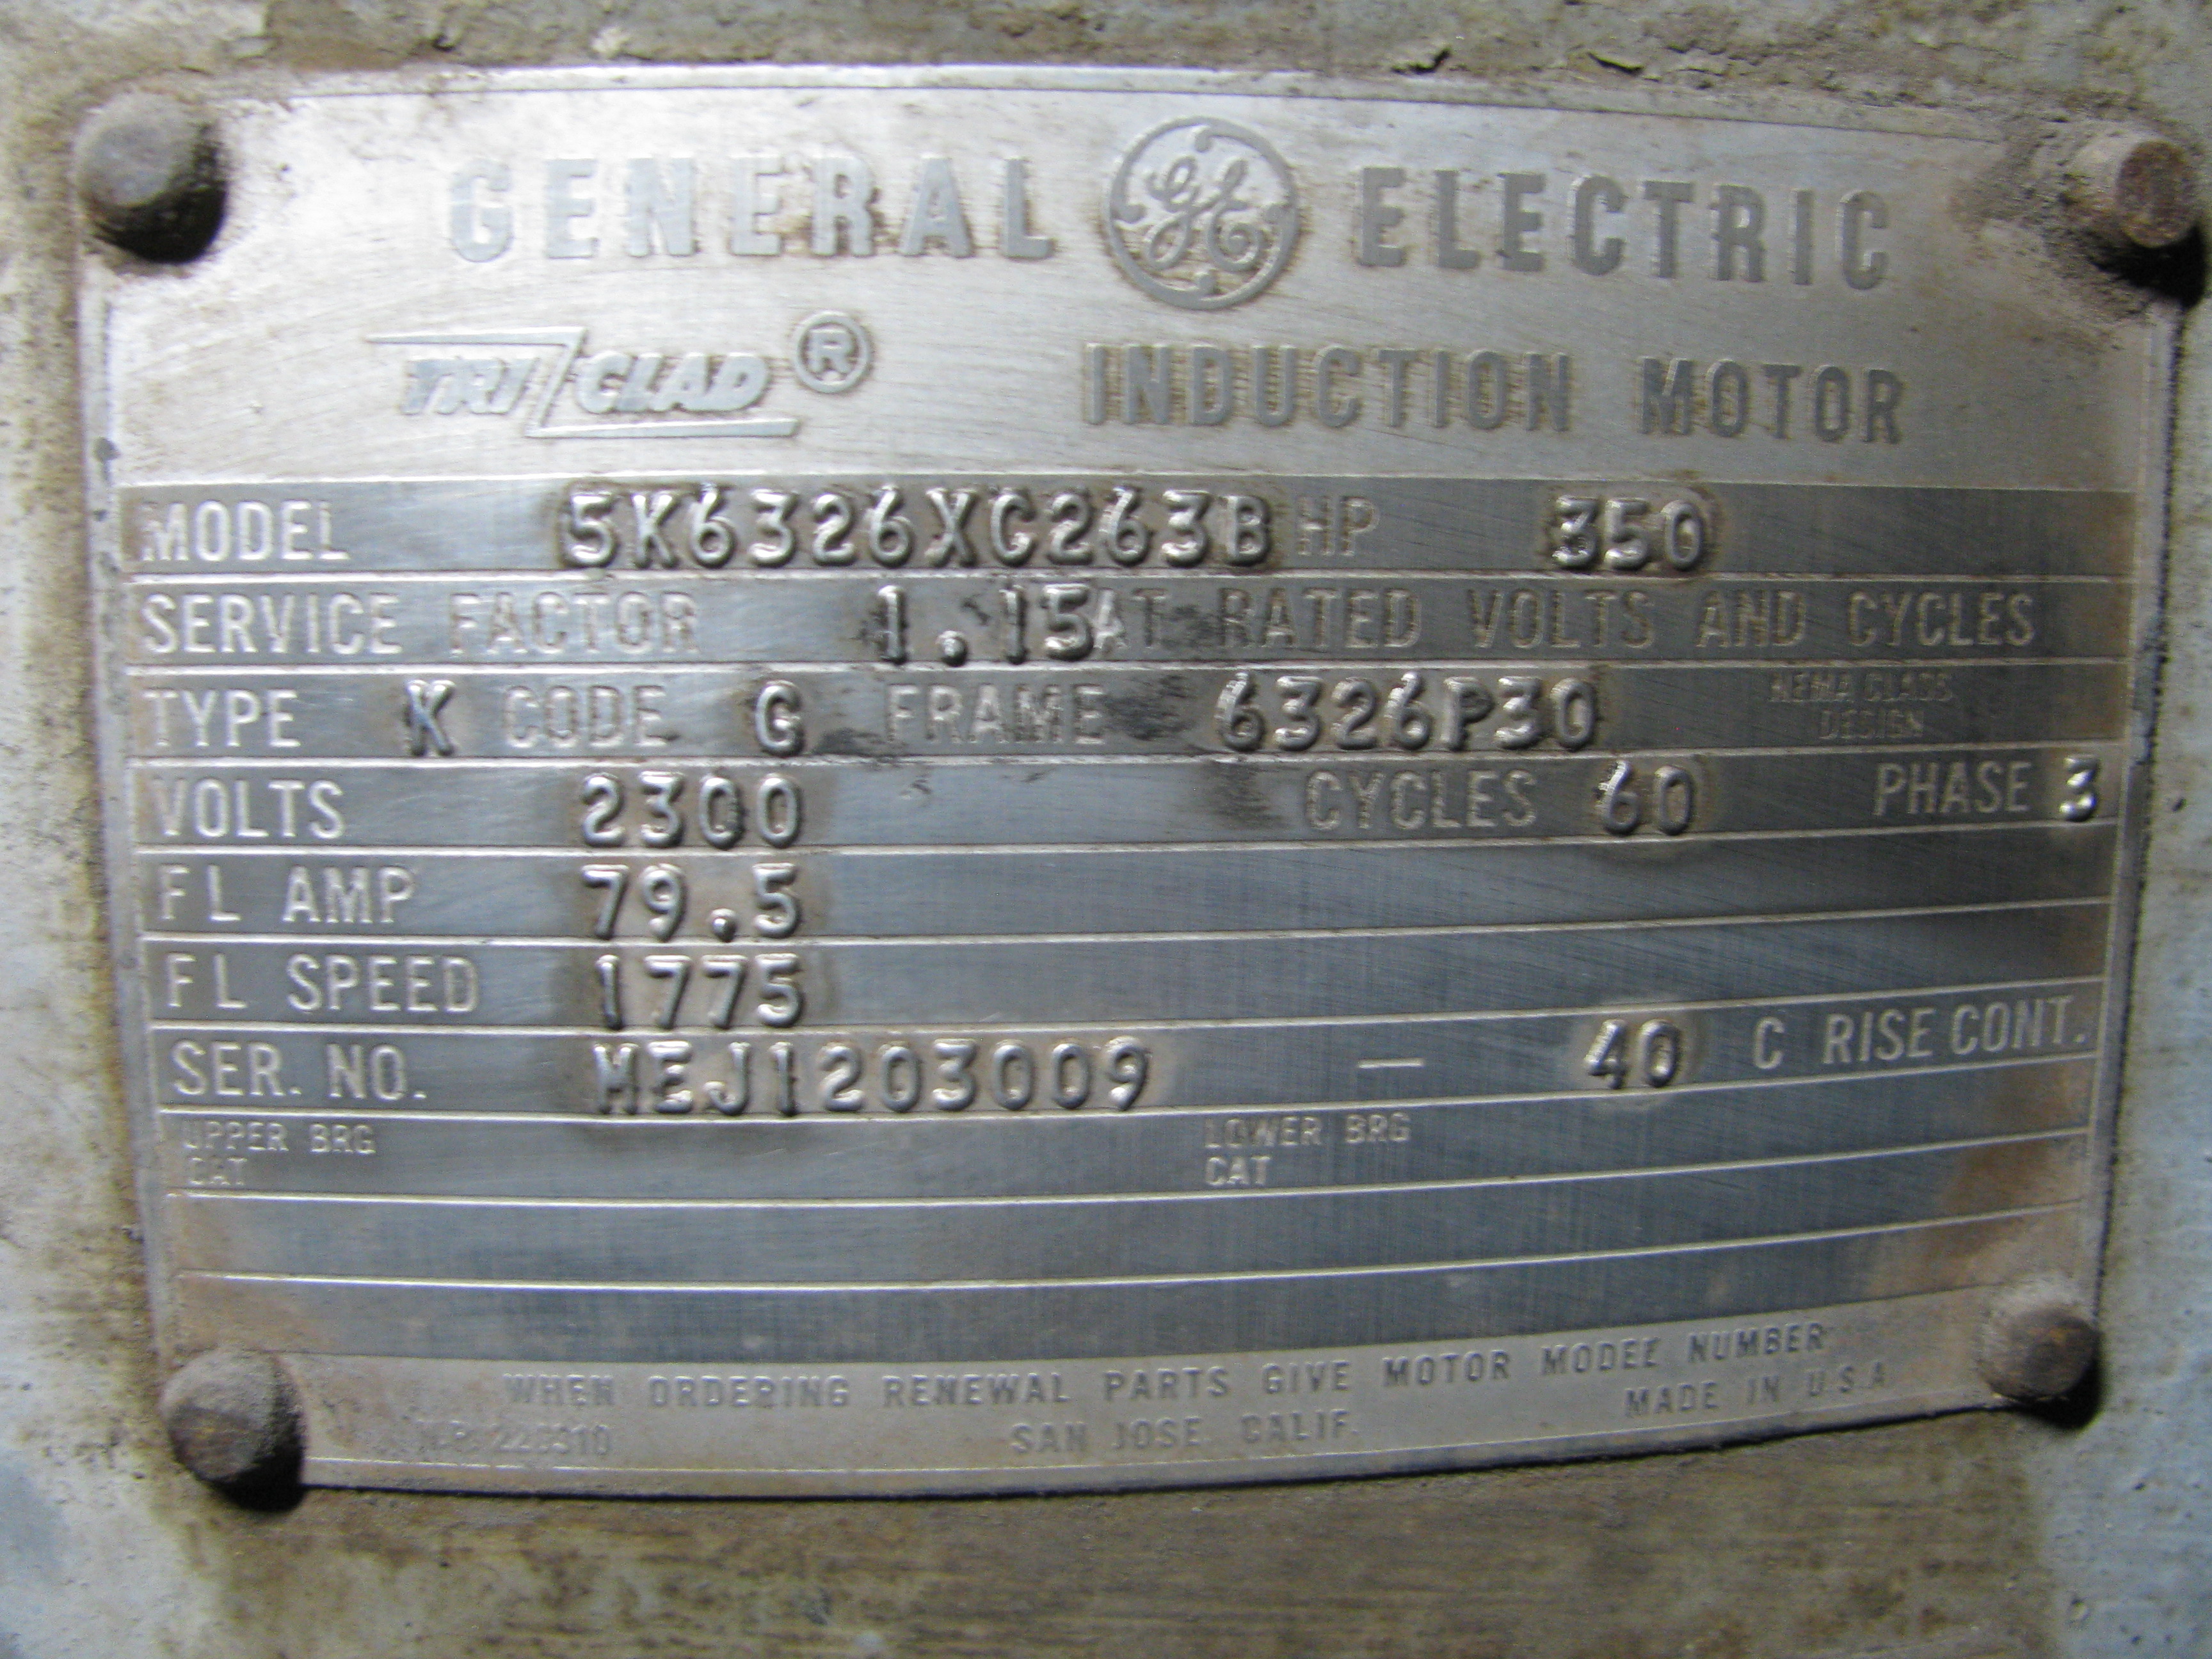 GENERAL GE ELECTRIC
TRI CLAD ® INDUCTION MOTOR
MODEL 5K6326XC263B HP 350
SERVICE FACTOR 1.15 AT RATED VOLTS AND CYCLES
TYPE K CODE G FRAME 6326P30 NEMA CLASS
DESIGN
VOLTS 2300 CYCLES 60 PHASE 3
FL AMP 79.5
FL SPEED 1775
SER. NO. MEJ1203009 — 40 C RISE CONT.
UPPER BRG LOWER BRG
CAT CAT
WHEN ORDERING RENEWAL PARTS GIVE MOTOR MODEL NUMBER
SAN JOSE, CALIF. MADE IN U.S.A